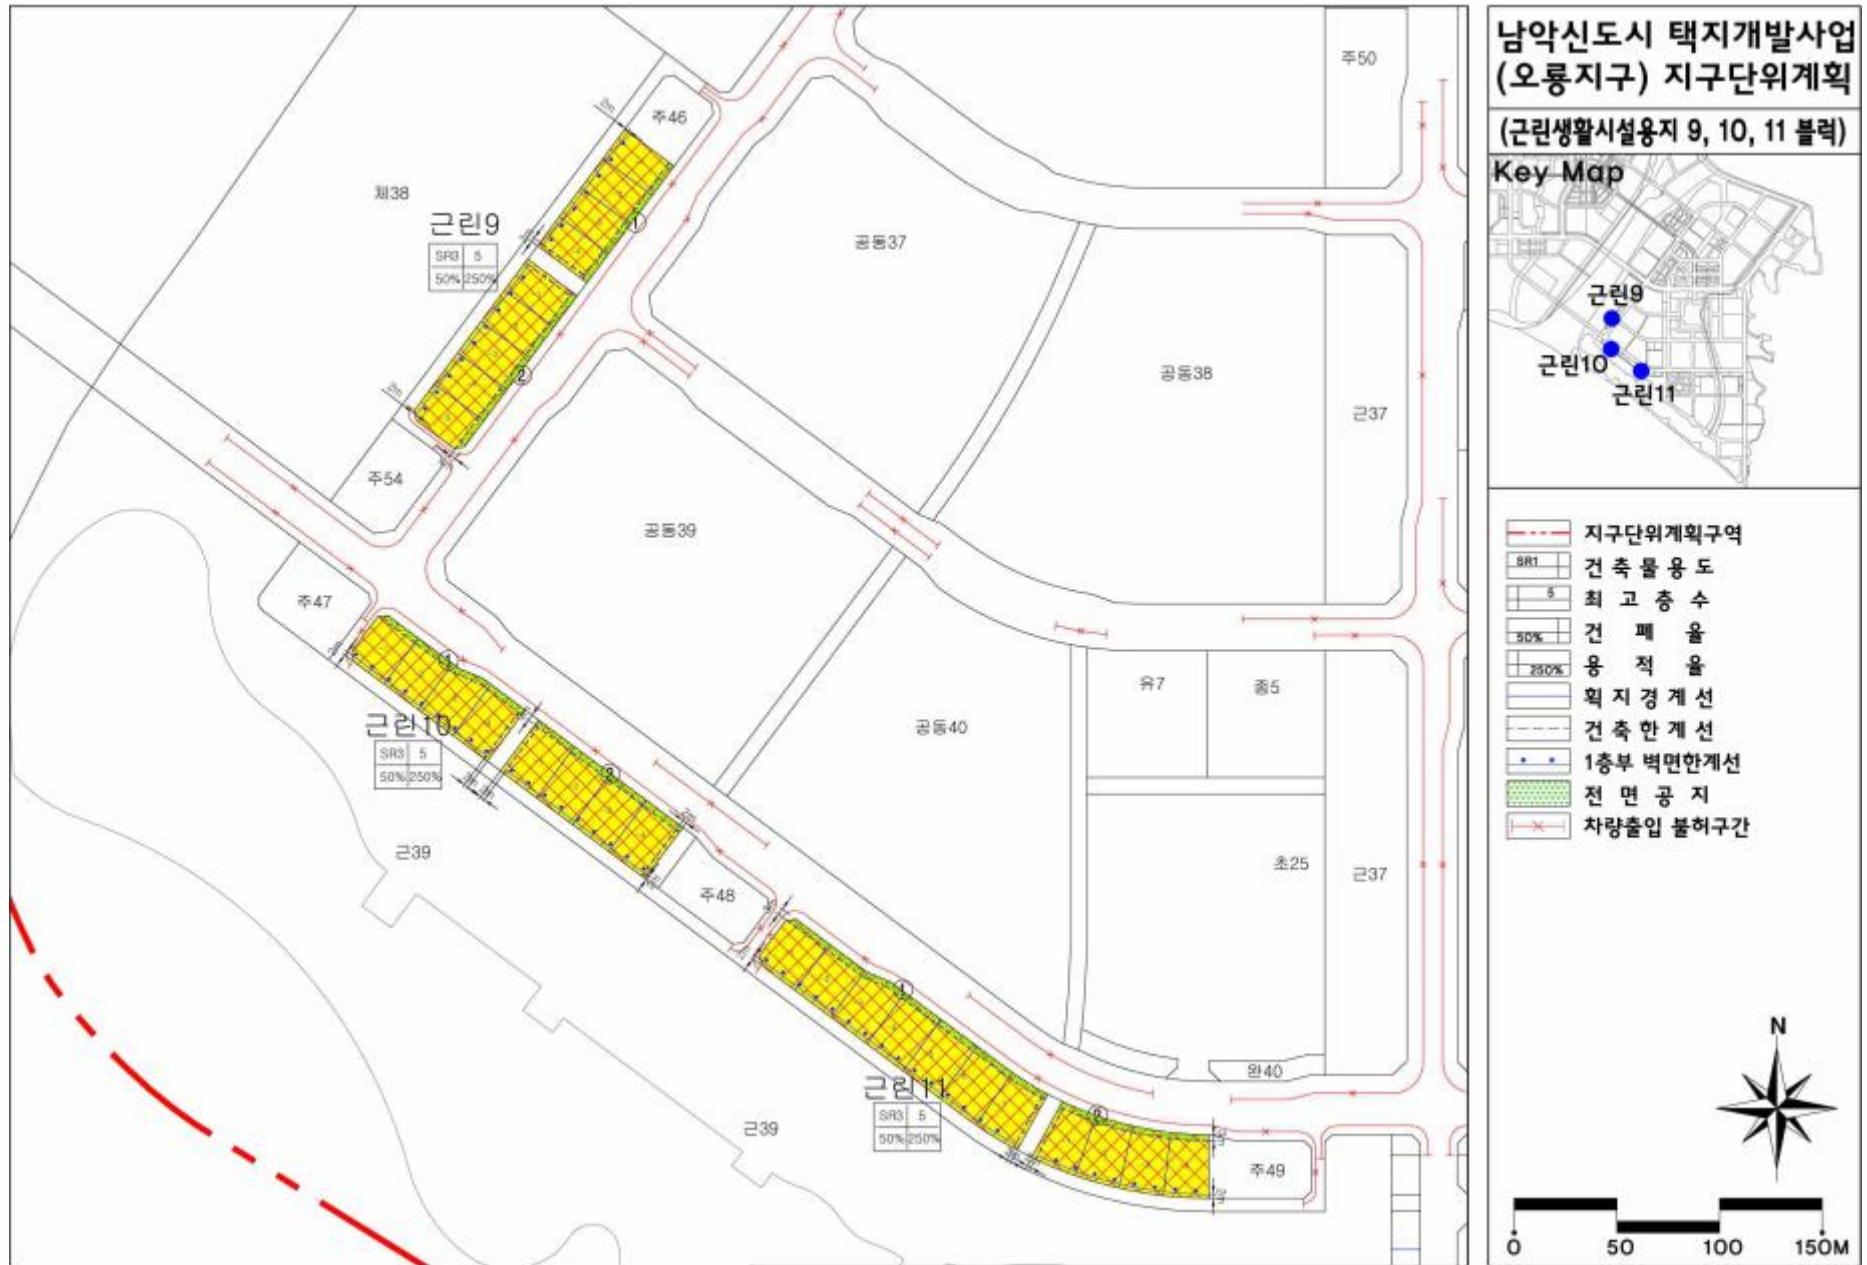 남악신도시 택지개발사업
(오룡지구) 지구단위계획
(근린생활시설용지 9, 10, 11 블럭)
Key Map
근린9
근린10
근린11
지구단위계획구역
SR1 건축물용도
5 최고층수
50% 건폐율
250% 용적율
획지경계선
건축한계선
1층부 벽면한계선
전면공지
차량출입 불허구간
N
0 50 100 150M
주50
주46
2m
체38
근린9
SR3 5
50% 250%
①
②
2m
공동37
공동38
근37
주54
공동39
주47
①
근린10
SR3 5
50% 250%
②
공동40
유7
종5
근39
주48
초25
근37
①
완40
근린11
SR3 5
50% 250%
②
근39
주49
2m